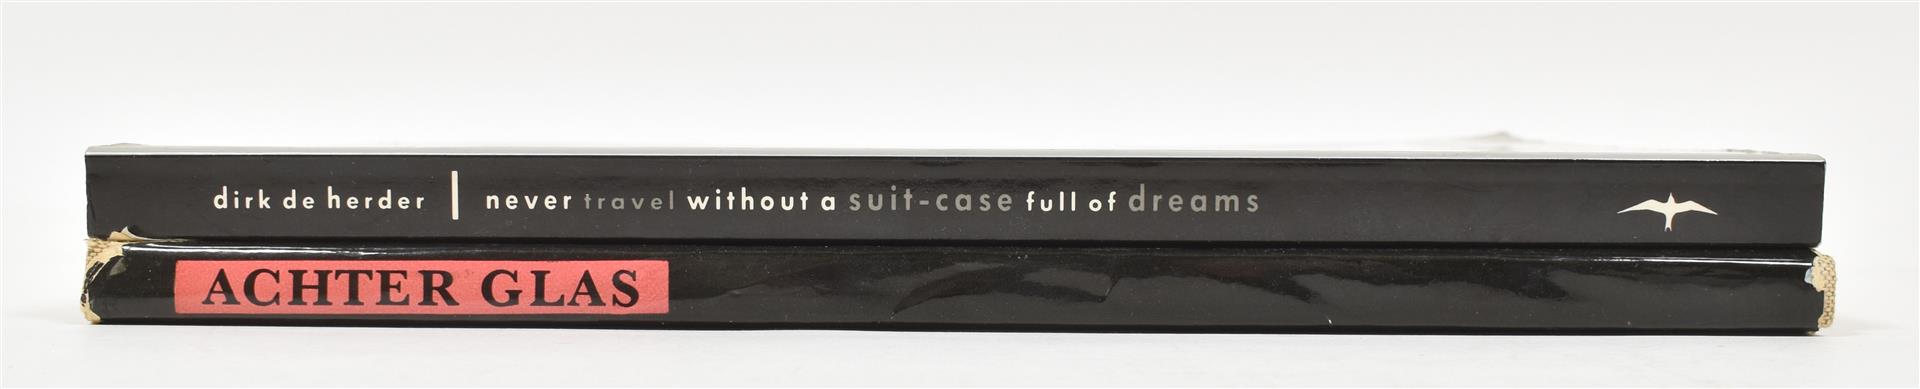 dirk de herder | never travel without a suit-case full of dreams
ACHTER GLAS